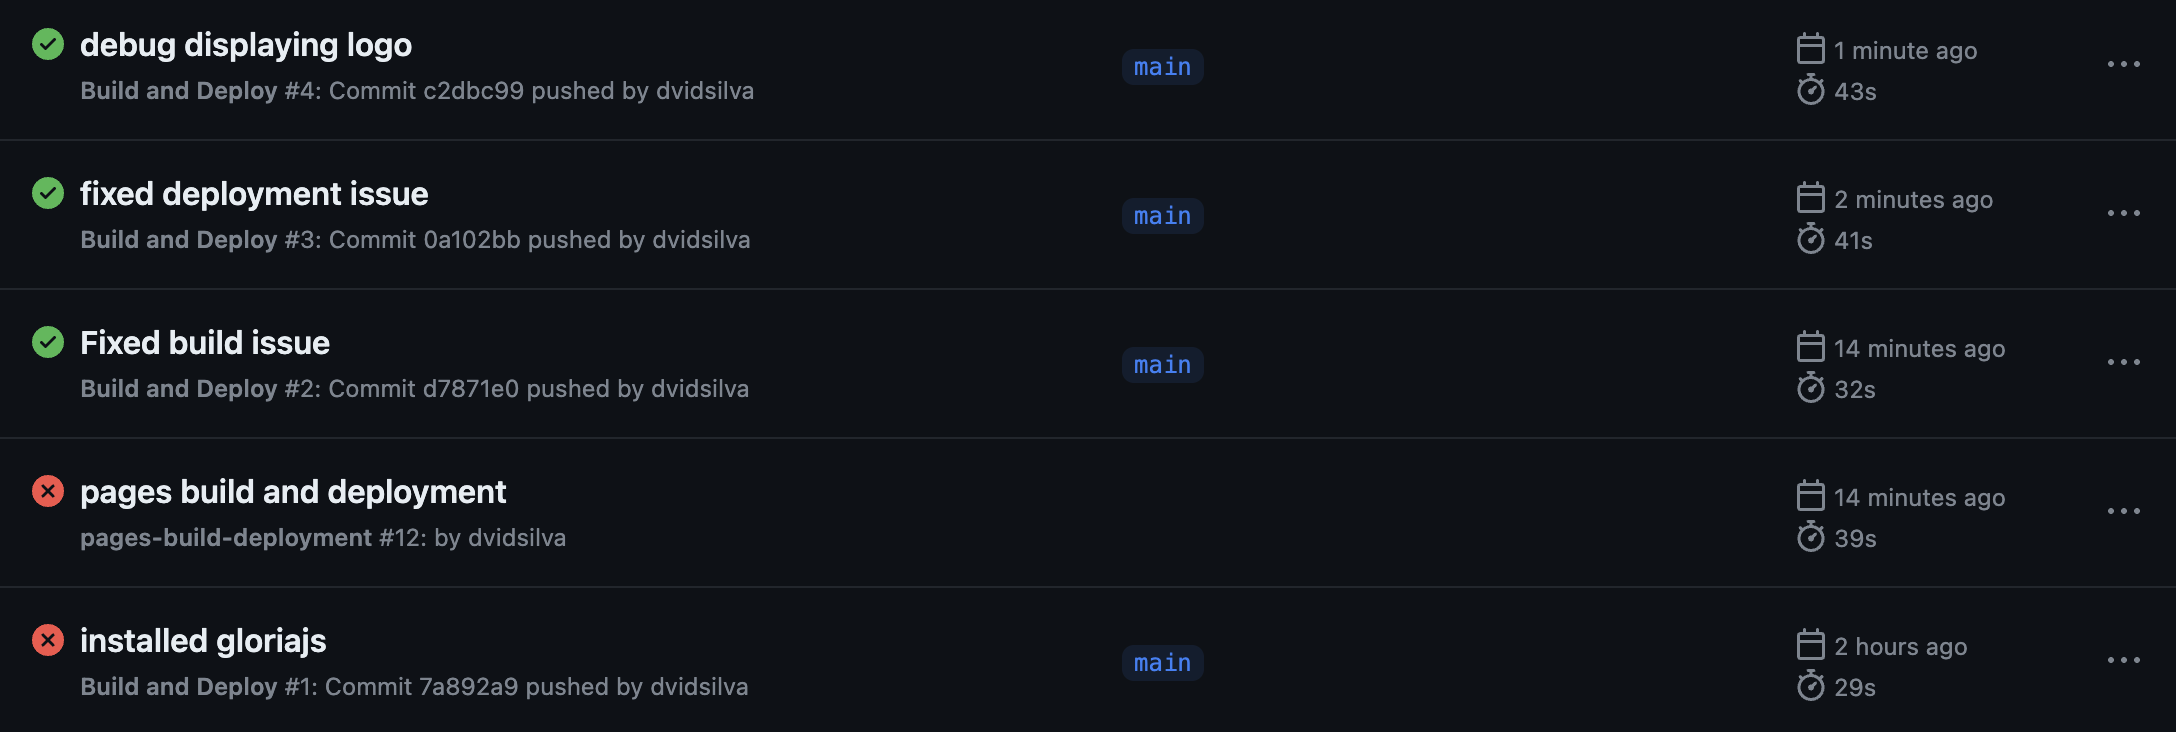 debug displaying logo
Build and Deploy #4: Commit c2dbc99 pushed by dvidsilva
main
1 minute ago
43s
fixed deployment issue
Build and Deploy #3: Commit 0a102bb pushed by dvidsilva
main
2 minutes ago
41s
Fixed build issue
Build and Deploy #2: Commit d7871e0 pushed by dvidsilva
main
14 minutes ago
32s
pages build and deployment
pages-build-deployment #12: by dvidsilva
14 minutes ago
39s
installed gloriajs
Build and Deploy #1: Commit 7a892a9 pushed by dvidsilva
main
2 hours ago
29s